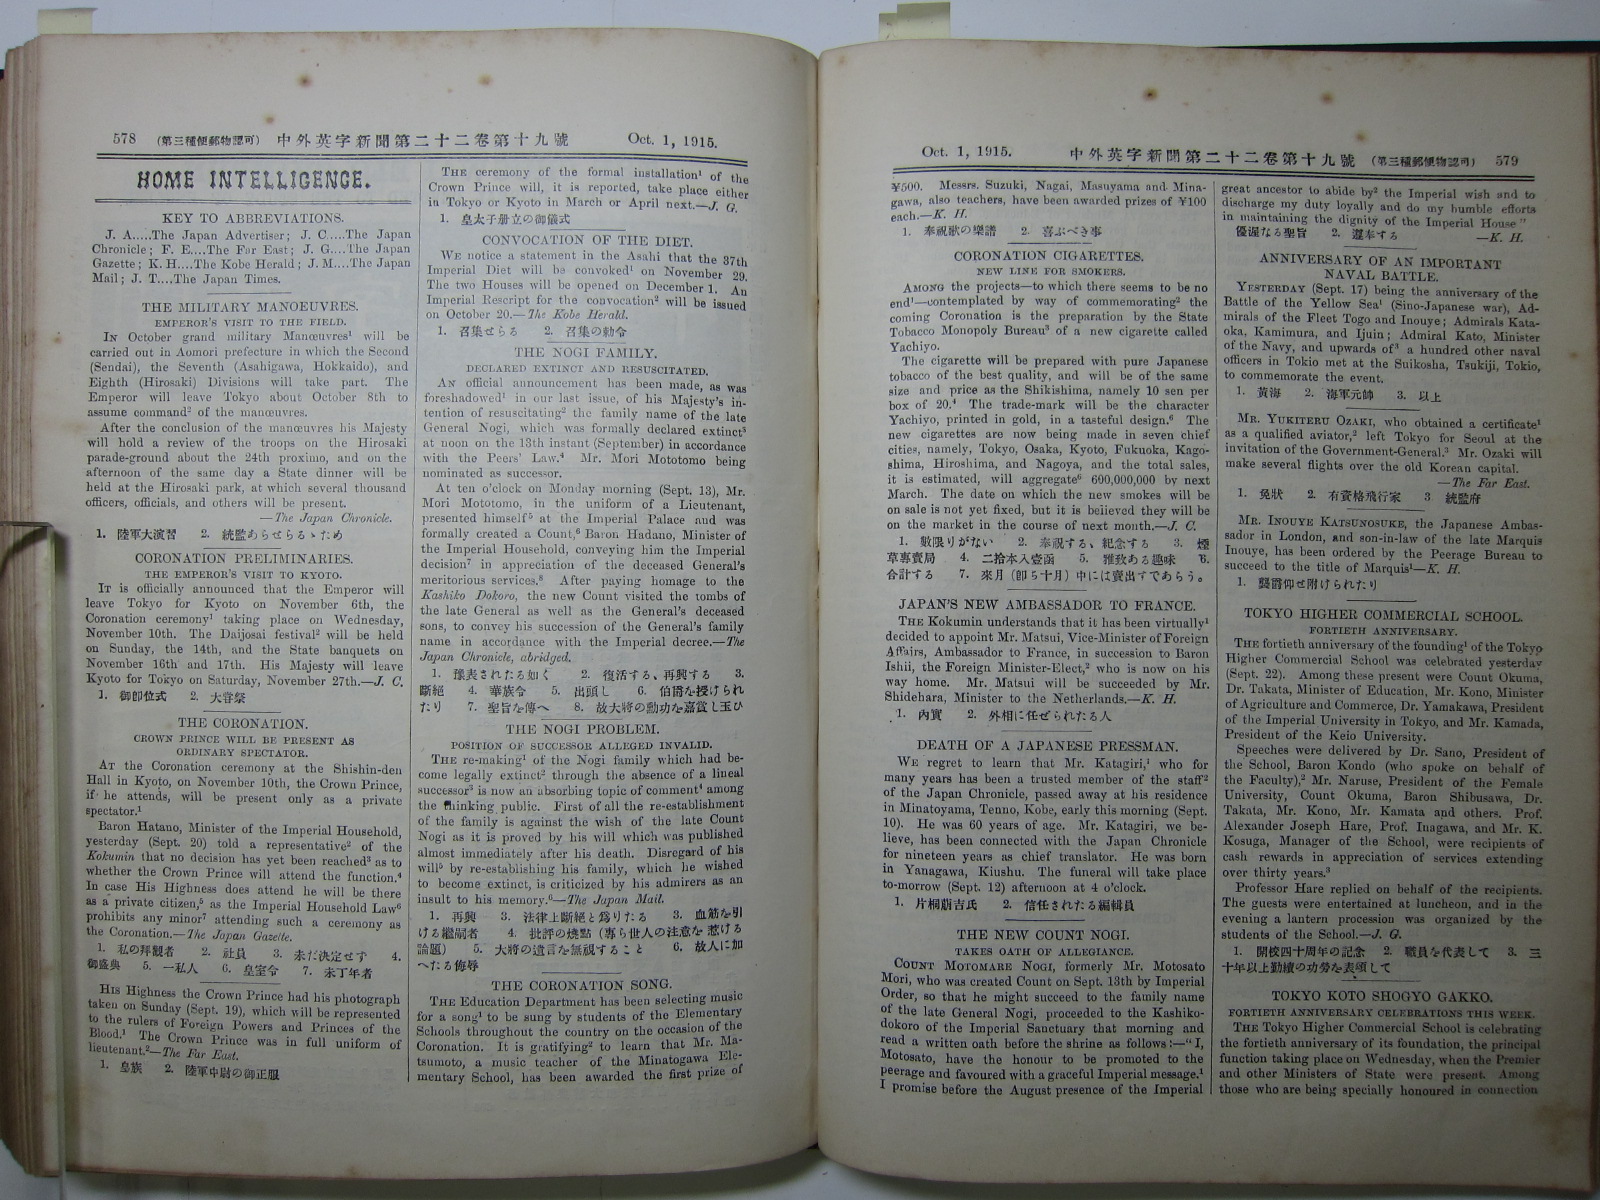 578 (第三種便郵物認可) 中外英字新聞第二十二卷第十九號 Oct. 1, 1915.
HOME INTELLIGENCE.
KEY TO ABBREVIATIONS.
J. A.....The Japan Advertiser; J. C.....The Japan
Chronicle; F. E....The Far East; J. G....The Japan
Gazette; K. H....The Kobe Herald; J. M....The Japan
Mail; J. T....The Japan Times.
THE MILITARY MANOEUVRES.
EMPEROR'S VISIT TO THE FIELD.
IN October grand military Manœuvres¹ will be
carried out in Aomori prefecture in which the Second
(Sendai), the Seventh (Asahigawa, Hokkaido), and
Eighth (Hirosaki) Divisions will take part. The
Emperor will leave Tokyo about October 8th to
assume command² of the manœuvres.
After the conclusion of the manœuvres his Majesty
will hold a review of the troops on the Hirosaki
parade-ground about the 24th proximo, and on the
afternoon of the same day a State dinner will be
held at the Hirosaki park, at which several thousand
officers, officials, and others will be present.
—The Japan Chronicle.
1. 陸軍大演習 2. 統監あらせらるゝため
CORONATION PRELIMINARIES.
THE EMPEROR'S VISIT TO KYOTO.
IT is officially announced that the Emperor will
leave Tokyo for Kyoto on November 6th, the
Coronation ceremony¹ taking place on Wednesday,
November 10th. The Daijosai festival² will be held
on Sunday, the 14th, and the State banquets on
November 16th and 17th. His Majesty will leave
Kyoto for Tokyo on Saturday, November 27th.—J. C.
1. 御卽位式 2. 大甞祭
THE CORONATION.
CROWN PRINCE WILL BE PRESENT AS
ORDINARY SPECTATOR.
AT the Coronation ceremony at the Shishin-den
Hall in Kyoto, on November 10th, the Crown Prince,
if he attends, will be present only as a private
spectator.¹
Baron Hatano, Minister of the Imperial Household,
yesterday (Sept. 20) told a representative² of the
Kokumin that no decision has yet been reached³ as to
whether the Crown Prince will attend the function.⁴
In case His Highness does attend he will be there
as a private citizen,⁵ as the Imperial Household Law⁶
prohibits any minor⁷ attending such a ceremony as
the Coronation.—The Japan Gazette.
1. 私の拜觀者 2. 社員 3. 未だ決定せず 4.
御盛典 5. 一私人 6. 皇室令 7. 未丁年者
HIS Highness the Crown Prince had his photograph
taken on Sunday (Sept. 19), which will be represented
to the rulers of Foreign Powers and Princes of the
Blood.¹ The Crown Prince was in full uniform of
lieutenant.²—The Far East.
1. 皇族 2. 陸軍中尉の御正服
THE ceremony of the formal installation¹ of the
Crown Prince will, it is reported, take place either
in Tokyo or Kyoto in March or April next.—J. G.
1. 皇太子册立の御儀式
CONVOCATION OF THE DIET.
WE notice a statement in the Asahi that the 37th
Imperial Diet will be convoked¹ on November 29.
The two Houses will be opened on December 1. An
Imperial Rescript for the convocation² will be issued
on October 20.—The Kobe Herald.
1. 召集せらる 2. 召集の勅令
THE NOGI FAMILY.
DECLARED EXTINCT AND RESUSCITATED.
AN official announcement has been made, as was
foreshadowed¹ in our last issue, of his Majesty's in-
tention of resuscitating² the family name of the late
General Nogi, which was formally declared extinct³
at noon on the 13th instant (September) in accordance
with the Peers' Law.⁴ Mr. Mori Mototomo being
nominated as successor.
At ten o'clock on Monday morning (Sept. 13), Mr.
Mori Mototomo, in the uniform of a Lieutenant,
presented himself⁵ at the Imperial Palace and was
formally created a Count,⁶ Baron Hadano, Minister of
the Imperial Household, conveying him the Imperial
decision⁷ in appreciation of the deceased General's
meritorious services.⁸ After paying homage to the
Kashiko Dokoro, the new Count visited the tombs of
the late General as well as the General's deceased
sons, to convey his succession of the General's family
name in accordance with the Imperial decree.—The
Japan Chronicle, abridged.
1. 豫表されたる如く 2. 復活する、再興する 3.
斷絕 4. 華族令 5. 出頭し 6. 伯爵を授けられ
たり 7. 聖旨を傳へ 8. 故大將の勳功を嘉賞し玉ひ
THE NOGI PROBLEM.
POSITION OF SUCCESSOR ALLEGED INVALID.
THE re-making¹ of the Nogi family which had be-
come legally extinct² through the absence of a lineal
successor³ is now an absorbing topic of comment⁴ among
the thinking public. First of all the re-establishment
of the family is against the wish of the late Count
Nogi as it is proved by his will which was published
almost immediately after his death. Disregard of his
will⁵ by re-establishing his family, which he wished
to become extinct, is criticized by his admirers as an
insult to his memory.⁶—The Japan Mail.
1. 再興 3. 法律上斷絕と爲りたる 3. 血筋を引
ける繼嗣者 4. 批評の燒點(專ら世人の注意を惹ける
論題) 5. 大將の遺言を無視すること 6. 故人に加
へたる侮辱
THE CORONATION SONG.
THE Education Department has been selecting music
for a song¹ to be sung by students of the Elementary
Schools throughout the country on the occasion of the
Coronation. It is gratifying² to learn that Mr. Ma-
tsumoto, a music teacher of the Minatogawa Ele-
mentary School, has been awarded the first prize of
Oct. 1, 1915. 中外英字新聞第二十二卷第十九號 (第三種郵便物認可) 579
¥500. Messrs. Suzuki, Nagai, Masuyama and Mina-
gawa, also teachers, have been awarded prizes of ¥100
each.—K. H.
1. 奉祝歌の樂譜 2. 喜ぶべき事
CORONATION CIGARETTES.
NEW LINE FOR SMOKERS.
AMONG the projects—to which there seems to be no
end¹—contemplated by way of commemorating² the
coming Coronation is the preparation by the State
Tobacco Monopoly Bureau³ of a new cigarette called
Yachiyo.
The cigarette will be prepared with pure Japanese
tobacco of the best quality, and will be of the same
size and price as the Shikishima, namely 10 sen per
box of 20.⁴ The trade-mark will be the character
Yachiyo, printed in gold, in a tasteful design.⁵ The
new cigarettes are now being made in seven chief
cities, namely, Tokyo, Osaka, Kyoto, Fukuoka, Kago-
shima, Hiroshima, and Nagoya, and the total sales,
it is estimated, will aggregate⁶ 600,000,000 by next
March. The date on which the new smokes will be
on sale is not yet fixed, but it is believed they will be
on the market in the course of next month.—J. C.
1. 數限りがない 2. 奉祝する、紀念する 3. 煙
草專賣局 4. 二拾本入壹函 5. 雅致ある趣味 6.
合計する 7. 來月(卽ち十月)中には賣出すであらう。
JAPAN'S NEW AMBASSADOR TO FRANCE.
THE Kokumin understands that it has been virtually¹
decided to appoint Mr. Matsui, Vice-Minister of Foreign
Affairs, Ambassador to France, in succession to Baron
Ishii, the Foreign Minister-Elect,² who is now on his
way home. Mr. Matsui will be succeeded by Mr.
Shidehara, Minister to the Netherlands.—K. H.
1. 內實 2. 外相に任ぜられたる人
DEATH OF A JAPANESE PRESSMAN.
WE regret to learn that Mr. Katagiri,¹ who for
many years has been a trusted member of the staff²
of the Japan Chronicle, passed away at his residence
in Minatoyama, Tenno, Kobe, early this morning (Sept.
10). He was 60 years of age. Mr. Katagiri, we be-
lieve, has been connected with the Japan Chronicle
for nineteen years as chief translator. He was born
in Yanagawa, Kiushu. The funeral will take place
to-morrow (Sept. 12) afternoon at 4 o'clock.
1. 片桐吉氏 2. 信任されたる編輯員
THE NEW COUNT NOGI.
TAKES OATH OF ALLEGIANCE.
COUNT MOTOMARE NOGI, formerly Mr. Motosato
Mori, who was created Count on Sept. 13th by Imperial
Order, so that he might succeed to the family name
of the late General Nogi, proceeded to the Kashiko-
dokoro of the Imperial Sanctuary that morning and
read a written oath before the shrine as follows:—"I,
Motosato, have the honour to be promoted to the
peerage and favoured with a graceful Imperial message.¹
I promise before the August presence of the Imperial
great ancestor to abide by² the Imperial wish and to
discharge my duty loyally and do my humble efforts
in maintaining the dignity of the Imperial House"
優渥なる聖旨 2. 遵奉する —K. H.
ANNIVERSARY OF AN IMPORTANT
NAVAL BATTLE.
YESTERDAY (Sept. 17) being the anniversary of the
Battle of the Yellow Sea¹ (Sino-Japanese war), Ad-
mirals of the Fleet Togo and Inouye; Admirals Kata-
oka, Kamimura, and Ijuin; Admiral Kato, Minister
of the Navy, and upwards of³ a hundred other naval
officers in Tokio met at the Suikosha, Tsukiji, Tokio,
to commemorate the event.
1. 黃海 2. 海軍元帥 3. 以上
MR. YUKITERU OZAKI, who obtained a certificate¹
as a qualified aviator,² left Tokyo for Seoul at the
invitation of the Government-General.³ Mr. Ozaki will
make several flights over the old Korean capital.
—The Far East.
1. 免狀 2. 有資格飛行家 3 統監府
MR. INOUYE KATSUNOSUKE, the Japanese Ambas-
sador in London, and son-in-law of the late Marquis
Inouye, has been ordered by the Peerage Bureau to
succeed to the title of Marquis¹—K. H.
1. 襲爵仰せ附けられたり
TOKYO HIGHER COMMERCIAL SCHOOL.
FORTIETH ANNIVERSARY.
THE fortieth anniversary of the founding¹ of the Tokyo
Higher Commercial School was celebrated yesterday
(Sept. 22). Among these present were Count Okuma,
Dr. Takata, Minister of Education, Mr. Kono, Minister
of Agriculture and Commerce, Dr. Yamakawa, President
of the Imperial University in Tokyo, and Mr. Kamada,
President of the Keio University.
Speeches were delivered by Dr. Sano, President of
the School, Baron Kondo (who spoke on behalf of
the Faculty),² Mr. Naruse, President of the Female
University, Count Okuma, Baron Shibusawa, Dr.
Takata, Mr. Kono, Mr. Kamata and others. Prof.
Alexander Joseph Hare, Prof. Inagawa, and Mr. K.
Kosuga, Manager of the School, were recipients of
cash rewards in appreciation of services extending
over thirty years.³
Professor Hare replied on behalf of the recipients.
The guests were entertained at luncheon, and in the
evening a lantern procession was organized by the
students of the School.—J. G.
1. 開校四十周年の記念 2. 職員を代表して 3. 三
十年以上勤續の功勞を表頌して
TOKYO KOTO SHOGYO GAKKO.
FORTIETH ANNIVERSARY CELEBRATIONS THIS WEEK.
THE Tokyo Higher Commercial School is celebrating
the fortieth anniversary of its foundation, the principal
function taking place on Wednesday, when the Premier
and other Ministers of State were present. Among
those who are being specially honoured in connection